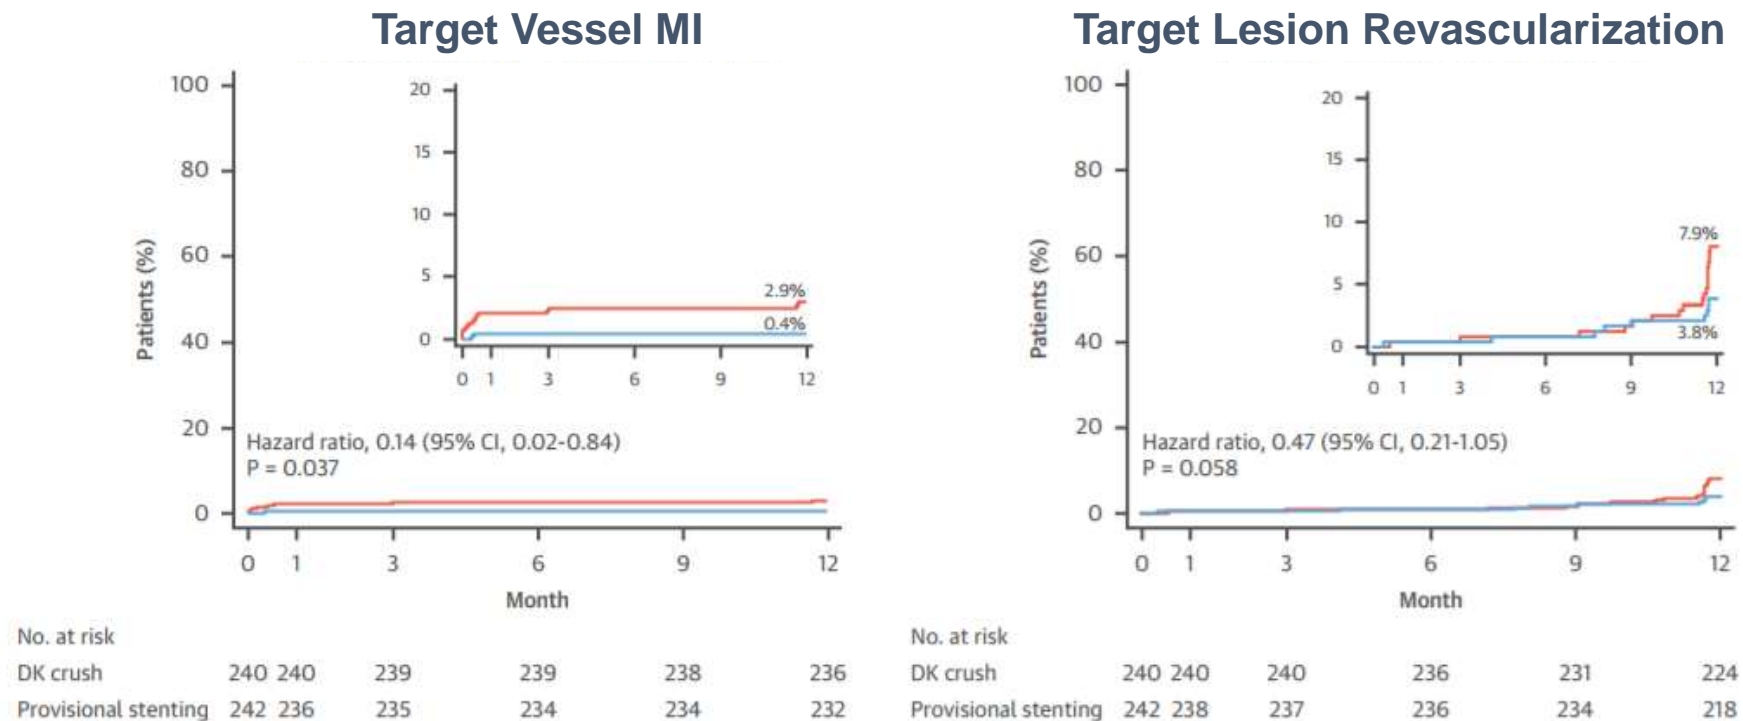 Target Vessel MI
100
80
60
40
20
0
Patients (%)
20
15
10
5
0
2.9%
0.4%
0 1 3 6 9 12
Hazard ratio, 0.14 (95% CI, 0.02-0.84)
P = 0.037
0 1 3 6 9 12
Month
No. at risk
DK crush 240 240 239 239 238 236
Provisional stenting 242 236 235 234 234 232
Target Lesion Revascularization
100
80
60
40
20
0
Patients (%)
20
15
10
5
0
7.9%
3.8%
0 1 3 6 9 12
Hazard ratio, 0.47 (95% CI, 0.21-1.05)
P = 0.058
0 1 3 6 9 12
Month
No. at risk
DK crush 240 240 240 236 231 224
Provisional stenting 242 238 237 236 234 218